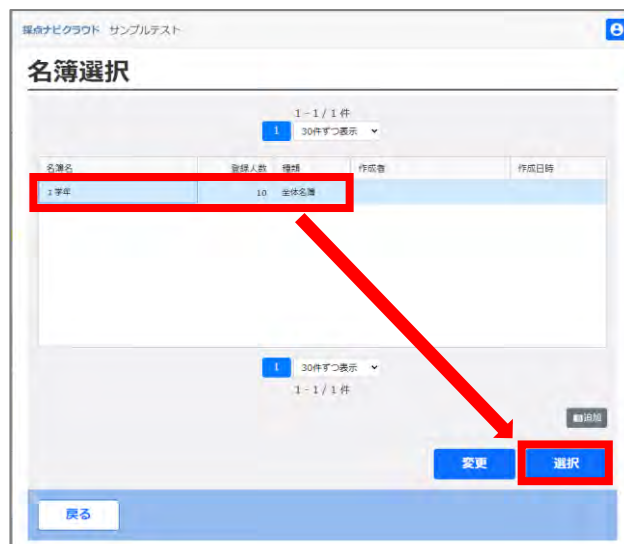 採点ナビクラウド サンプルテスト
名簿選択
1-1/1件
1 30件ずつ表示
名簿名 登録人数 種類 作成者 作成日時
1学年 10 全体名簿
1 30件ずつ表示
1-1/1件
追加
変更 選択
戻る